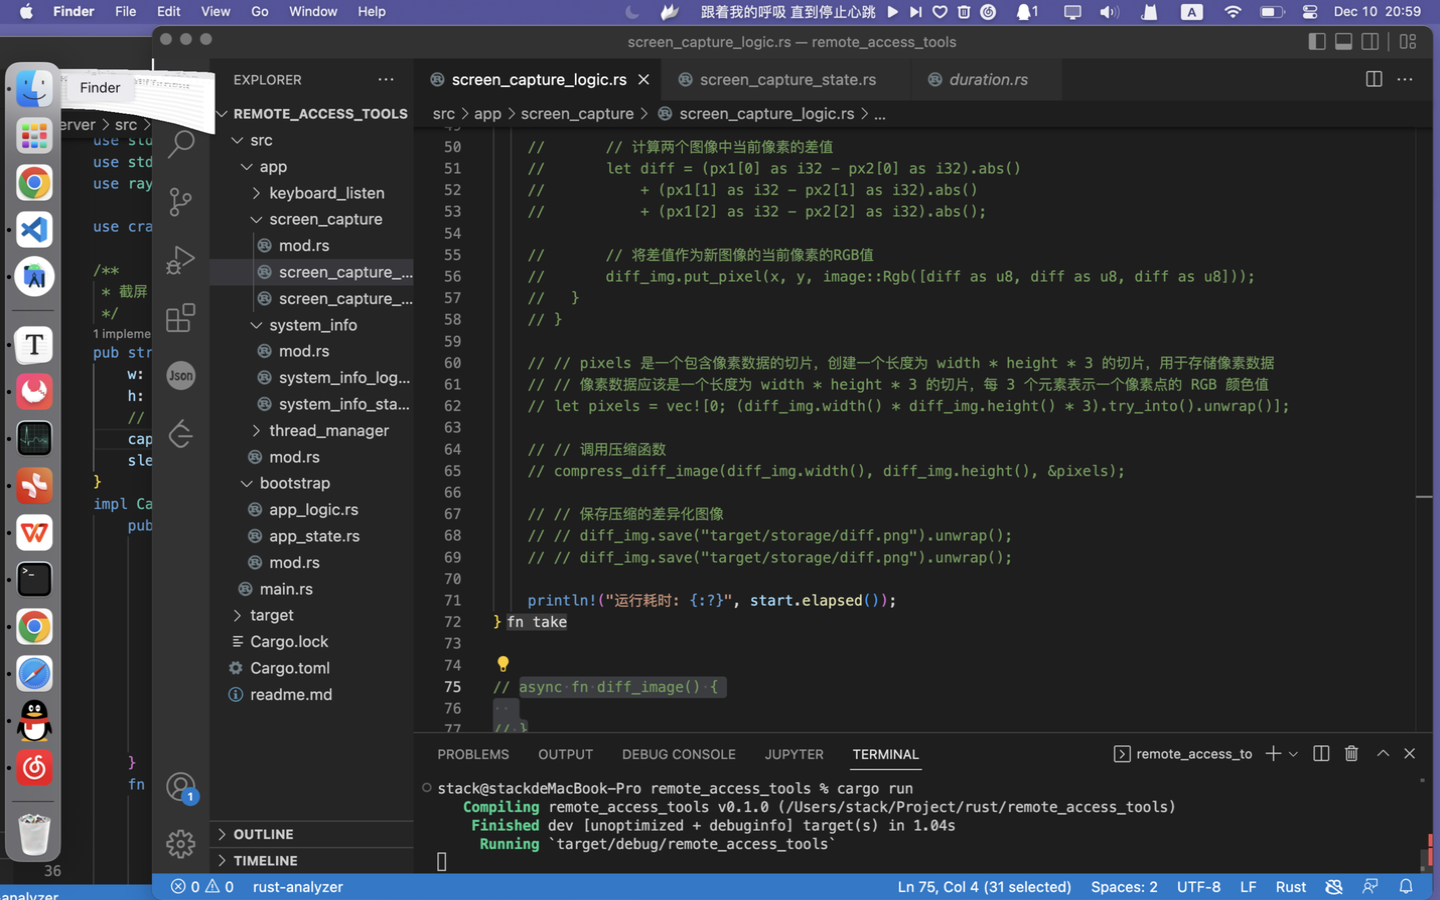 Finder File Edit View Go Window Help 跟着我的呼吸 直到停止心跳 1 A Dec 10 20:59
screen_capture_logic.rs — remote_access_tools
Finder
erver > src >
use std
use std
use ray
use cra
/**
* 截屏
*/
1 impleme
pub str
w:
h:
//
cap
sle
}
impl Ca
pub
}
fn
36
-analyzer
Json
1
T
EXPLORER ...
REMOTE_ACCESS_TOOLS
src
app
keyboard_listen
screen_capture
mod.rs
screen_capture_...
screen_capture_...
system_info
mod.rs
system_info_log...
system_info_sta...
thread_manager
mod.rs
bootstrap
app_logic.rs
app_state.rs
mod.rs
main.rs
target
Cargo.lock
Cargo.toml
readme.md
OUTLINE
TIMELINE
screen_capture_logic.rs screen_capture_state.rs duration.rs
src > app > screen_capture > screen_capture_logic.rs > ...
50 // // 计算两个图像中当前像素的差值
51 // let diff = (px1[0] as i32 - px2[0] as i32).abs()
52 // + (px1[1] as i32 - px2[1] as i32).abs()
53 // + (px1[2] as i32 - px2[2] as i32).abs();
54
55 // // 将差值作为新图像的当前像素的RGB值
56 // diff_img.put_pixel(x, y, image::Rgb([diff as u8, diff as u8, diff as u8]));
57 // }
58 // }
59
60 // // pixels 是一个包含像素数据的切片，创建一个长度为 width * height * 3 的切片，用于存储像素数据
61 // // 像素数据应该是一个长度为 width * height * 3 的切片，每 3 个元素表示一个像素点的 RGB 颜色值
62 // let pixels = vec![0; (diff_img.width() * diff_img.height() * 3).try_into().unwrap()];
63
64 // // 调用压缩函数
65 // compress_diff_image(diff_img.width(), diff_img.height(), &pixels);
66
67 // // 保存压缩的差异化图像
68 // // diff_img.save("target/storage/diff.png").unwrap();
69 // // diff_img.save("target/storage/diff.png").unwrap();
70
71 println!("运行耗时: {:?}", start.elapsed());
72 } fn take
73
74
75 // async fn diff_image() {
76
77 // }
PROBLEMS OUTPUT DEBUG CONSOLE JUPYTER TERMINAL remote_access_to
stack@stackdeMacBook-Pro remote_access_tools % cargo run
Compiling remote_access_tools v0.1.0 (/Users/stack/Project/rust/remote_access_tools)
Finished dev [unoptimized + debuginfo] target(s) in 1.04s
Running `target/debug/remote_access_tools`
0 0 rust-analyzer Ln 75, Col 4 (31 selected) Spaces: 2 UTF-8 LF Rust